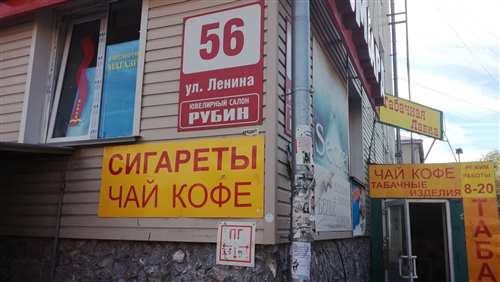 56
ул. Ленина
ЮВЕЛИРНЫЙ САЛОН
РУБИН
МАГАЗИН
СИГАРЕТЫ
ЧАЙ КОФЕ
ПГ
Табачная
Лавка
ЧАЙ КОФЕ
ТАБАЧНЫЕ
ИЗДЕЛИЯ
РЕЖИМ
РАБОТЫ
8-20
ТАБА